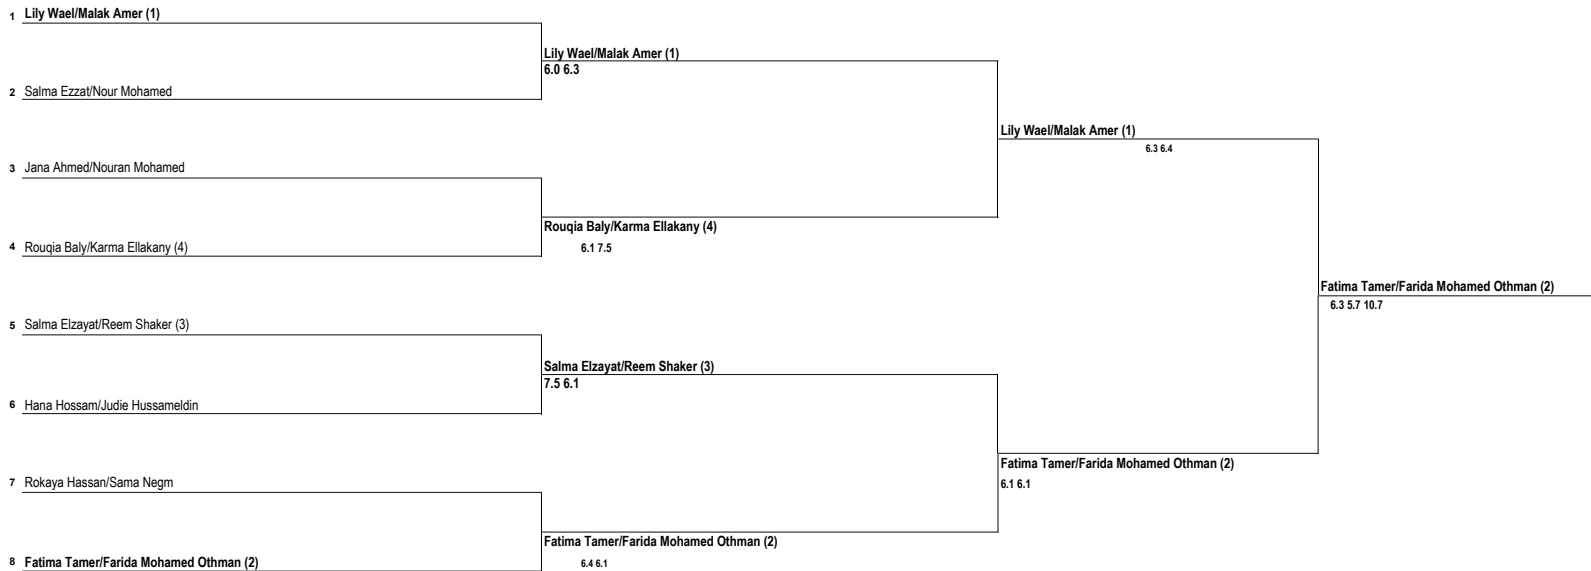 1 Lily Wael/Malak Amer (1)
Lily Wael/Malak Amer (1)
6.0 6.3
2 Salma Ezzat/Nour Mohamed
Lily Wael/Malak Amer (1)
6.3 6.4
3 Jana Ahmed/Nouran Mohamed
Rouqia Baly/Karma Ellakany (4)
6.1 7.5
4 Rouqia Baly/Karma Ellakany (4)
Fatima Tamer/Farida Mohamed Othman (2)
6.3 5.7 10.7
5 Salma Elzayat/Reem Shaker (3)
Salma Elzayat/Reem Shaker (3)
7.5 6.1
6 Hana Hossam/Judie Hussameldin
Fatima Tamer/Farida Mohamed Othman (2)
6.1 6.1
7 Rokaya Hassan/Sama Negm
Fatima Tamer/Farida Mohamed Othman (2)
6.4 6.1
8 Fatima Tamer/Farida Mohamed Othman (2)